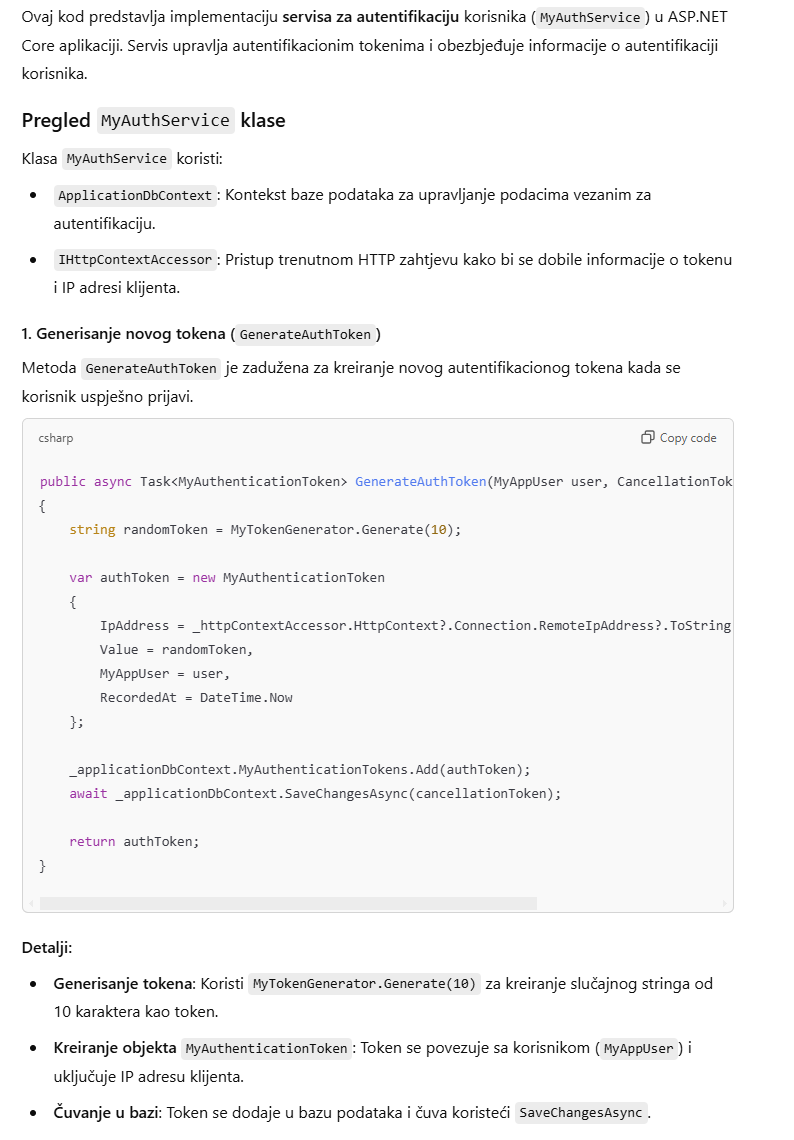 Ovaj kod predstavlja implementaciju servisa za autentifikaciju korisnika ( MyAuthService ) u ASP.NET
Core aplikaciji. Servis upravlja autentifikacionim tokenima i obezbjeđuje informacije o autentifikaciji
korisnika.
Pregled MyAuthService klase
Klasa MyAuthService koristi:
• ApplicationDbContext : Kontekst baze podataka za upravljanje podacima vezanim za
autentifikaciju.
• IHttpContextAccessor : Pristup trenutnom HTTP zahtjevu kako bi se dobile informacije o tokenu
i IP adresi klijenta.
1. Generisanje novog tokena ( GenerateAuthToken )
Metoda GenerateAuthToken je zadužena za kreiranje novog autentifikacionog tokena kada se
korisnik uspješno prijavi.
csharp Copy code
public async Task<MyAuthenticationToken> GenerateAuthToken(MyAppUser user, CancellationTok
{
    string randomToken = MyTokenGenerator.Generate(10);
    var authToken = new MyAuthenticationToken
    {
        IpAddress = _httpContextAccessor.HttpContext?.Connection.RemoteIpAddress?.ToString
        Value = randomToken,
        MyAppUser = user,
        RecordedAt = DateTime.Now
    };
    _applicationDbContext.MyAuthenticationTokens.Add(authToken);
    await _applicationDbContext.SaveChangesAsync(cancellationToken);
    return authToken;
}
Detalji:
• Generisanje tokena: Koristi MyTokenGenerator.Generate(10) za kreiranje slučajnog stringa od
10 karaktera kao token.
• Kreiranje objekta MyAuthenticationToken : Token se povezuje sa korisnikom ( MyAppUser ) i
uključuje IP adresu klijenta.
• Čuvanje u bazi: Token se dodaje u bazu podataka i čuva koristeći SaveChangesAsync .